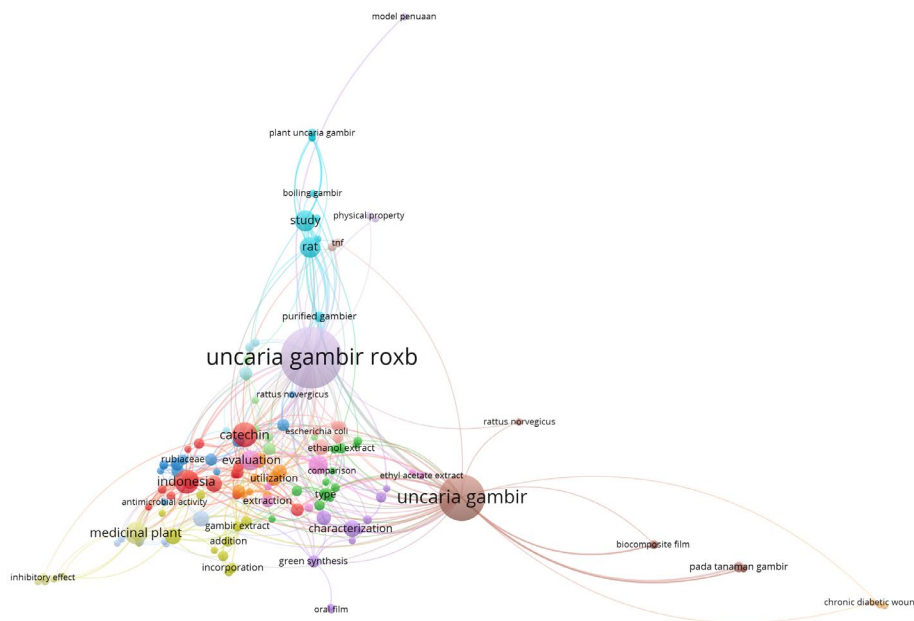 model penuaan
plant uncaria gambir
boiling gambir
study
physical property
rat
tnf
purified gambier
uncaria gambir roxb
rattus novergicus
rattus norvegicus
catechin
escherichia coli
ethanol extract
rubiaceae
evaluation
comparison
indonesia
utilization
ethyl acetate extract
type
uncaria gambir
antimicrobial activity
extraction
medicinal plant
gambir extract
characterization
addition
biocomposite film
green synthesis
incorporation
pada tanaman gambir
inhibitory effect
chronic diabetic woun
oral film